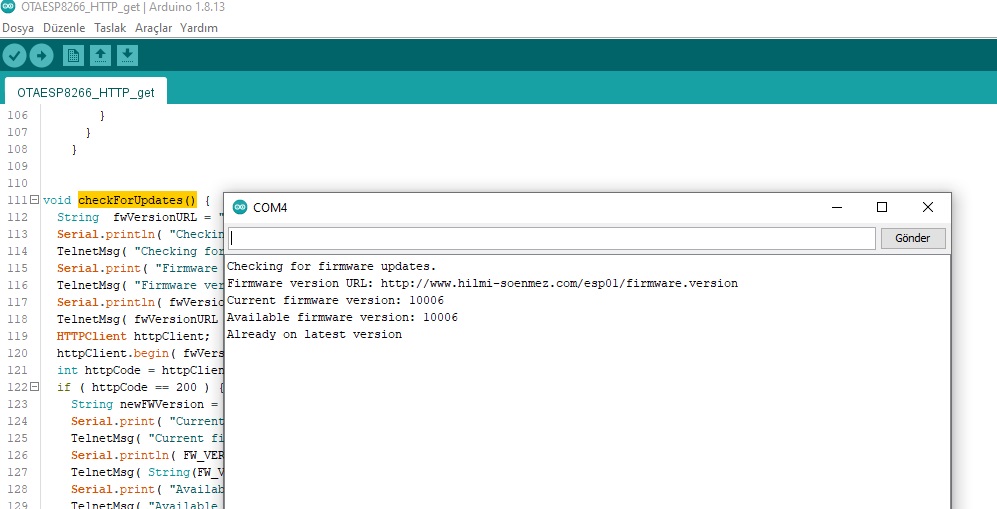 OTAESP8266_HTTP_get | Arduino 1.8.13
Dosya Düzenle Taslak Araçlar Yardım
OTAESP8266_HTTP_get
106 }
107 }
108 }
109
110
111 void checkForUpdates() {
112 String fwVersionURL = "
113 Serial.println( "Checkin
114 TelnetMsg( "Checking for
115 Serial.print( "Firmware
116 TelnetMsg( "Firmware ver
117 Serial.println( fwVersio
118 TelnetMsg( fwVersionURL
119 HTTPClient httpClient;
120 httpClient.begin( fwVers
121 int httpCode = httpClien
122 if ( httpCode == 200 ) {
123 String newFWVersion =
124 Serial.print( "Current
125 TelnetMsg( "Current fi
126 Serial.println( FW_VER
127 TelnetMsg( String(FW_V
128 Serial.print( "Availab
129 TelnetMsg( "Available
COM4
Gönder
Checking for firmware updates.
Firmware version URL: http://www.hilmi-soenmez.com/esp01/firmware.version
Current firmware version: 10006
Available firmware version: 10006
Already on latest version